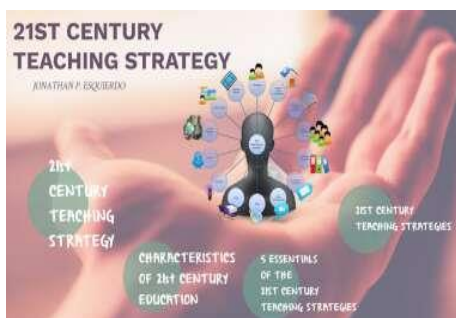 21ST CENTURY
TEACHING STRATEGY
JONATHAN P. ESQUIERDO
21st
CENTURY
TEACHING
STRATEGY
CHARACTERISTICS
OF 21st CENTURY
EDUCATION
5 ESSENTIALS
OF THE
21ST CENTURY
TEACHING STRATEGIES
21ST CENTURY
TEACHING STRATEGIES